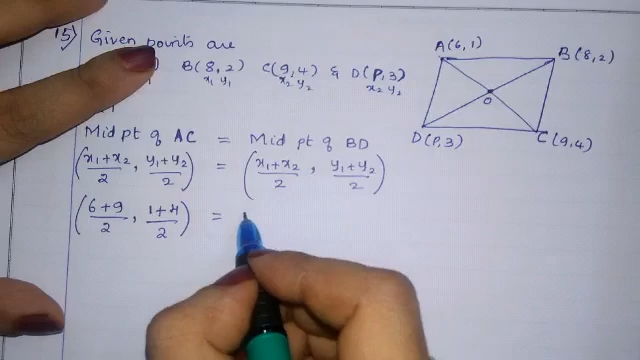 15) Given points are
B(8,2) C(9,4) & D(P,3)
x₁ y₁ x₂ y₂ x₂ y₂
Mid pt of AC = Mid pt of BD
((x₁+x₂)/2, (y₁+y₂)/2) = ((x₁+x₂)/2, (y₁+y₂)/2)
((6+9)/2, (1+4)/2) =
A(6,1)
B(8,2)
O
D(P,3)
C(9,4)